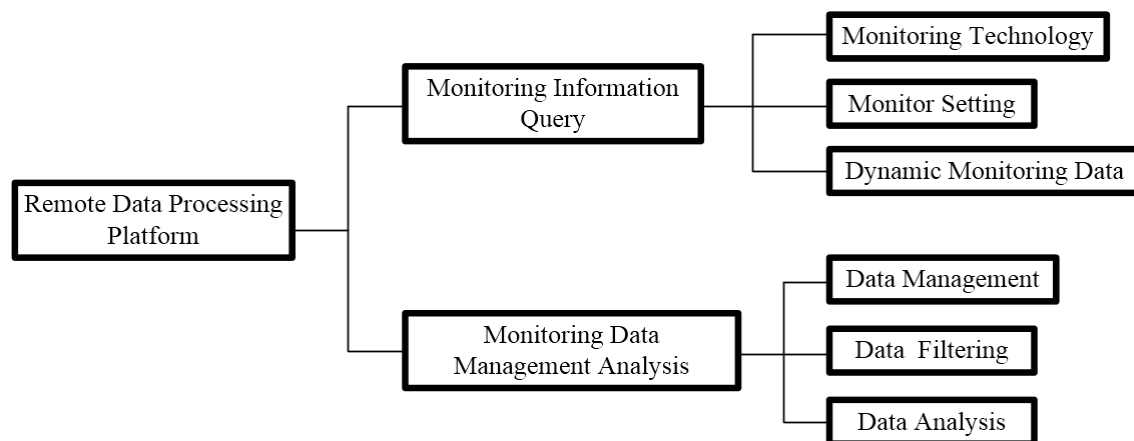 Remote Data Processing
Platform
Monitoring Information
Query
Monitoring Technology
Monitor Setting
Dynamic Monitoring Data
Monitoring Data
Management Analysis
Data Management
Data Filtering
Data Analysis